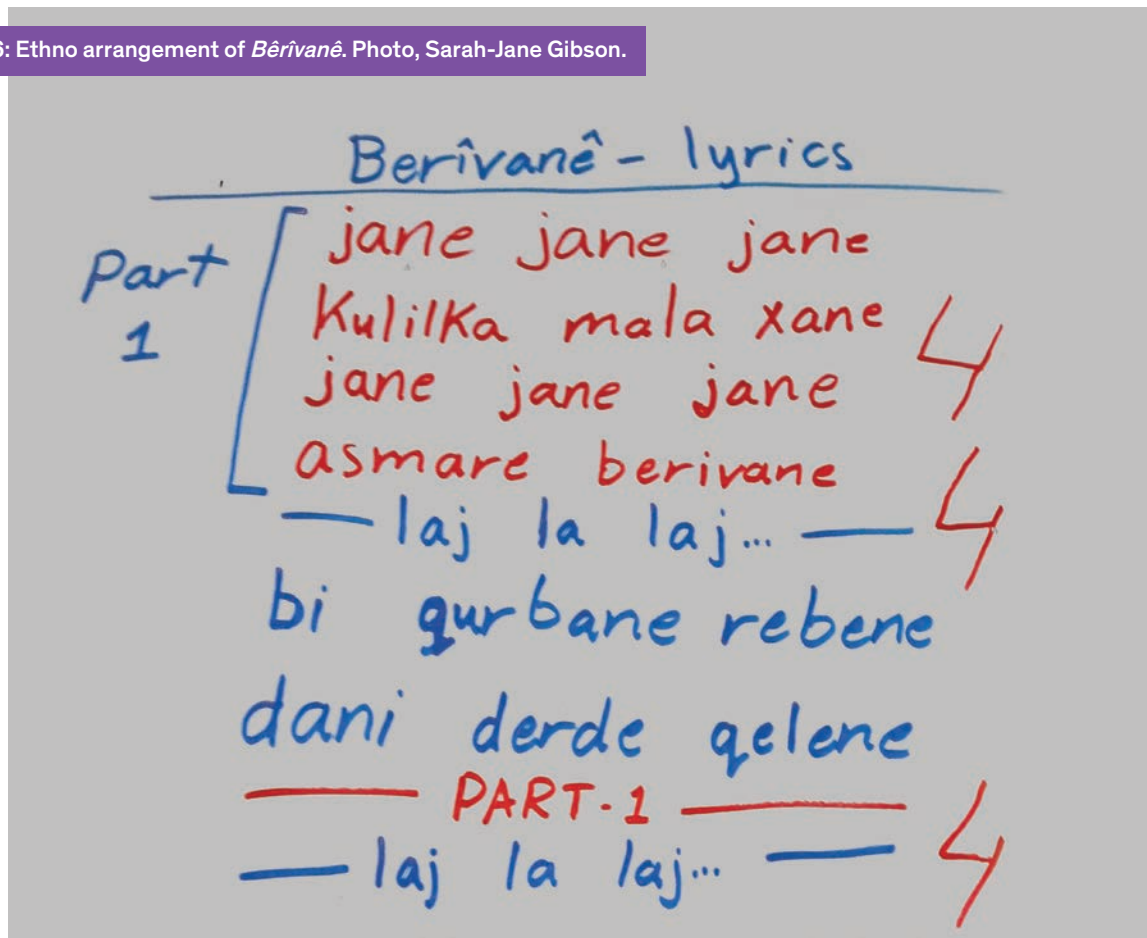 6: Ethno arrangement of Bêrîvanê. Photo, Sarah-Jane Gibson.
Berîvanê - lyrics
Part 1
jane jane jane
Kulilka mala xane 4
jane jane jane
asmare berivane 4
— laj la laj... —
bi qurbane rebene
dani derde qelene
— PART-1 —
— laj la laj... — 4